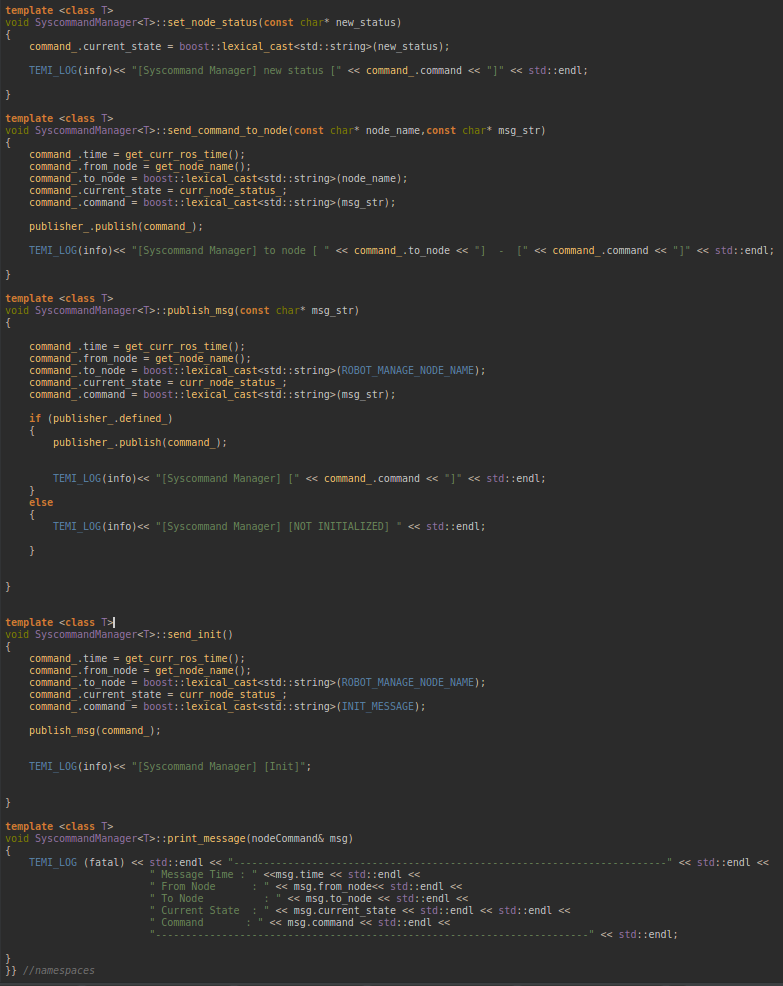 template <class T>
void SyscommandManager<T>::set_node_status(const char* new_status)
{
    command_.current_state = boost::lexical_cast<std::string>(new_status);

    TEMI_LOG(info)<< "[Syscommand Manager] new status [" << command_.command << "]" << std::endl;

}

template <class T>
void SyscommandManager<T>::send_command_to_node(const char* node_name,const char* msg_str)
{
    command_.time = get_curr_ros_time();
    command_.from_node = get_node_name();
    command_.to_node = boost::lexical_cast<std::string>(node_name);
    command_.current_state = curr_node_status_;
    command_.command = boost::lexical_cast<std::string>(msg_str);

    publisher_.publish(command_);

    TEMI_LOG(info)<< "[Syscommand Manager] to node [ " << command_.to_node << "]  -  [" << command_.command << "]" << std::endl;

}

template <class T>
void SyscommandManager<T>::publish_msg(const char* msg_str)
{

    command_.time = get_curr_ros_time();
    command_.from_node = get_node_name();
    command_.to_node = boost::lexical_cast<std::string>(ROBOT_MANAGE_NODE_NAME);
    command_.current_state = curr_node_status_;
    command_.command = boost::lexical_cast<std::string>(msg_str);

    if (publisher_.defined_)
    {
        publisher_.publish(command_);


        TEMI_LOG(info)<< "[Syscommand Manager] [" << command_.command << "]" << std::endl;
    }
    else
    {
        TEMI_LOG(info)<< "[Syscommand Manager] [NOT INITIALIZED] " << std::endl;

    }


}


template <class T>
void SyscommandManager<T>::send_init()
{
    command_.time = get_curr_ros_time();
    command_.from_node = get_node_name();
    command_.to_node = boost::lexical_cast<std::string>(ROBOT_MANAGE_NODE_NAME);
    command_.current_state = curr_node_status_;
    command_.command = boost::lexical_cast<std::string>(INIT_MESSAGE);

    publish_msg(command_);


    TEMI_LOG(info)<< "[Syscommand Manager] [Init]";


}

template <class T>
void SyscommandManager<T>::print_message(nodeCommand& msg)
{
    TEMI_LOG (fatal) << std::endl << "------------------------------------------------------------------------" << std::endl <<
                        " Message Time : " <<msg.time << std::endl <<
                        " From Node      : " << msg.from_node<< std::endl <<
                        " To Node          : " << msg.to_node << std::endl <<
                        " Current State  : " << msg.current_state << std::endl << std::endl <<
                        " Command       : " << msg.command << std::endl <<
                        "------------------------------------------------------------------------" << std::endl;

}
}} //namespaces